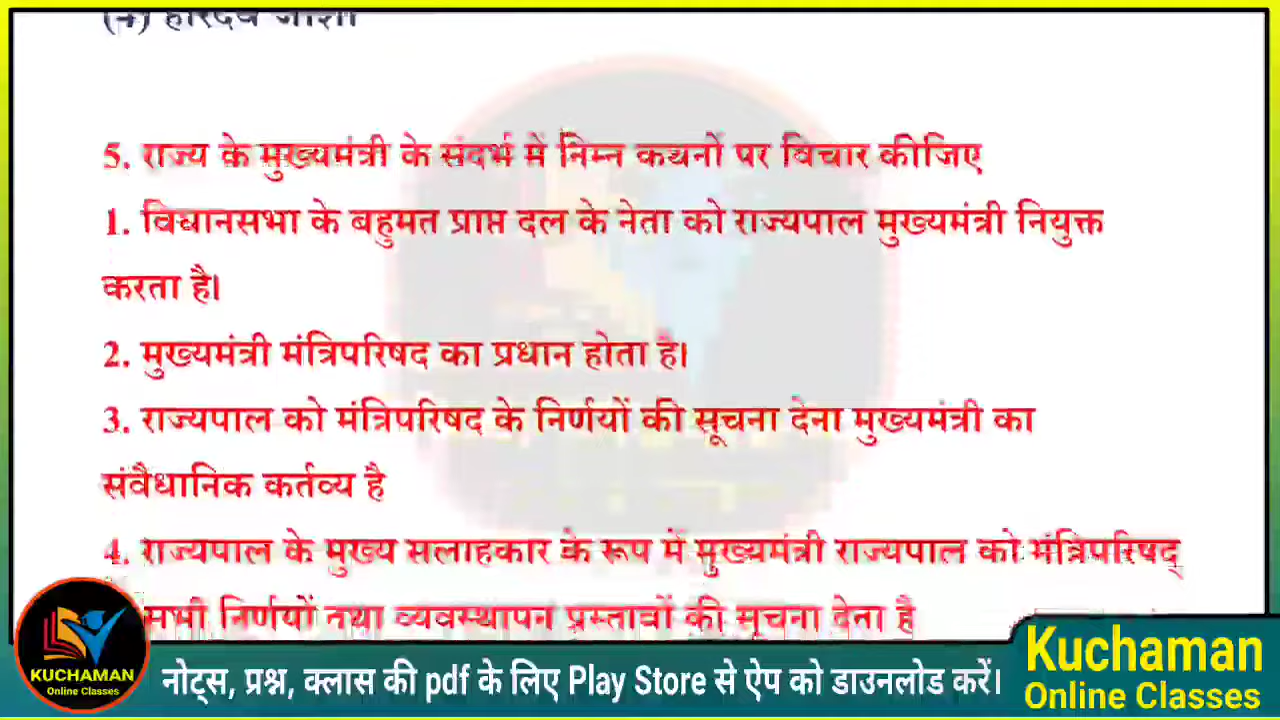 (4) हरिदेव जोशी
5. राज्य के मुख्यमंत्री के संदर्भ में निम्न कथनों पर विचार कीजिए
1. विधानसभा के बहुमत प्राप्त दल के नेता को राज्यपाल मुख्यमंत्री नियुक्त
करता है।
2. मुख्यमंत्री मंत्रिपरिषद का प्रधान होता है।
3. राज्यपाल को मंत्रिपरिषद के निर्णयों की सूचना देना मुख्यमंत्री का
संवैधानिक कर्तव्य है
4. राज्यपाल के मुख्य सलाहकार के रूप में मुख्यमंत्री राज्यपाल को मंत्रिपरिषद्
सभी निर्णयों तथा व्यवस्थापन प्रस्तावों की सूचना देता है
KUCHAMAN
Online Classes
नोट्स, प्रश्न, क्लास की pdf के लिए Play Store से ऐप को डाउनलोड करें।
Kuchaman
Online Classes